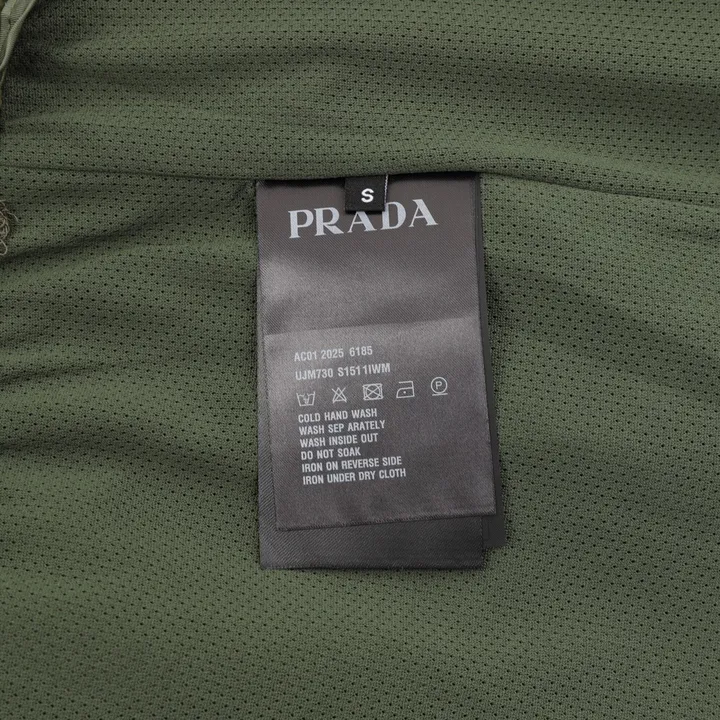 S
PRADA
AC01 2025 6185
UJM730 S1511IWM
P
COLD HAND WASH
WASH SEP ARATELY
WASH INSIDE OUT
DO NOT SOAK
IRON ON REVERSE SIDE
IRON UNDER DRY CLOTH